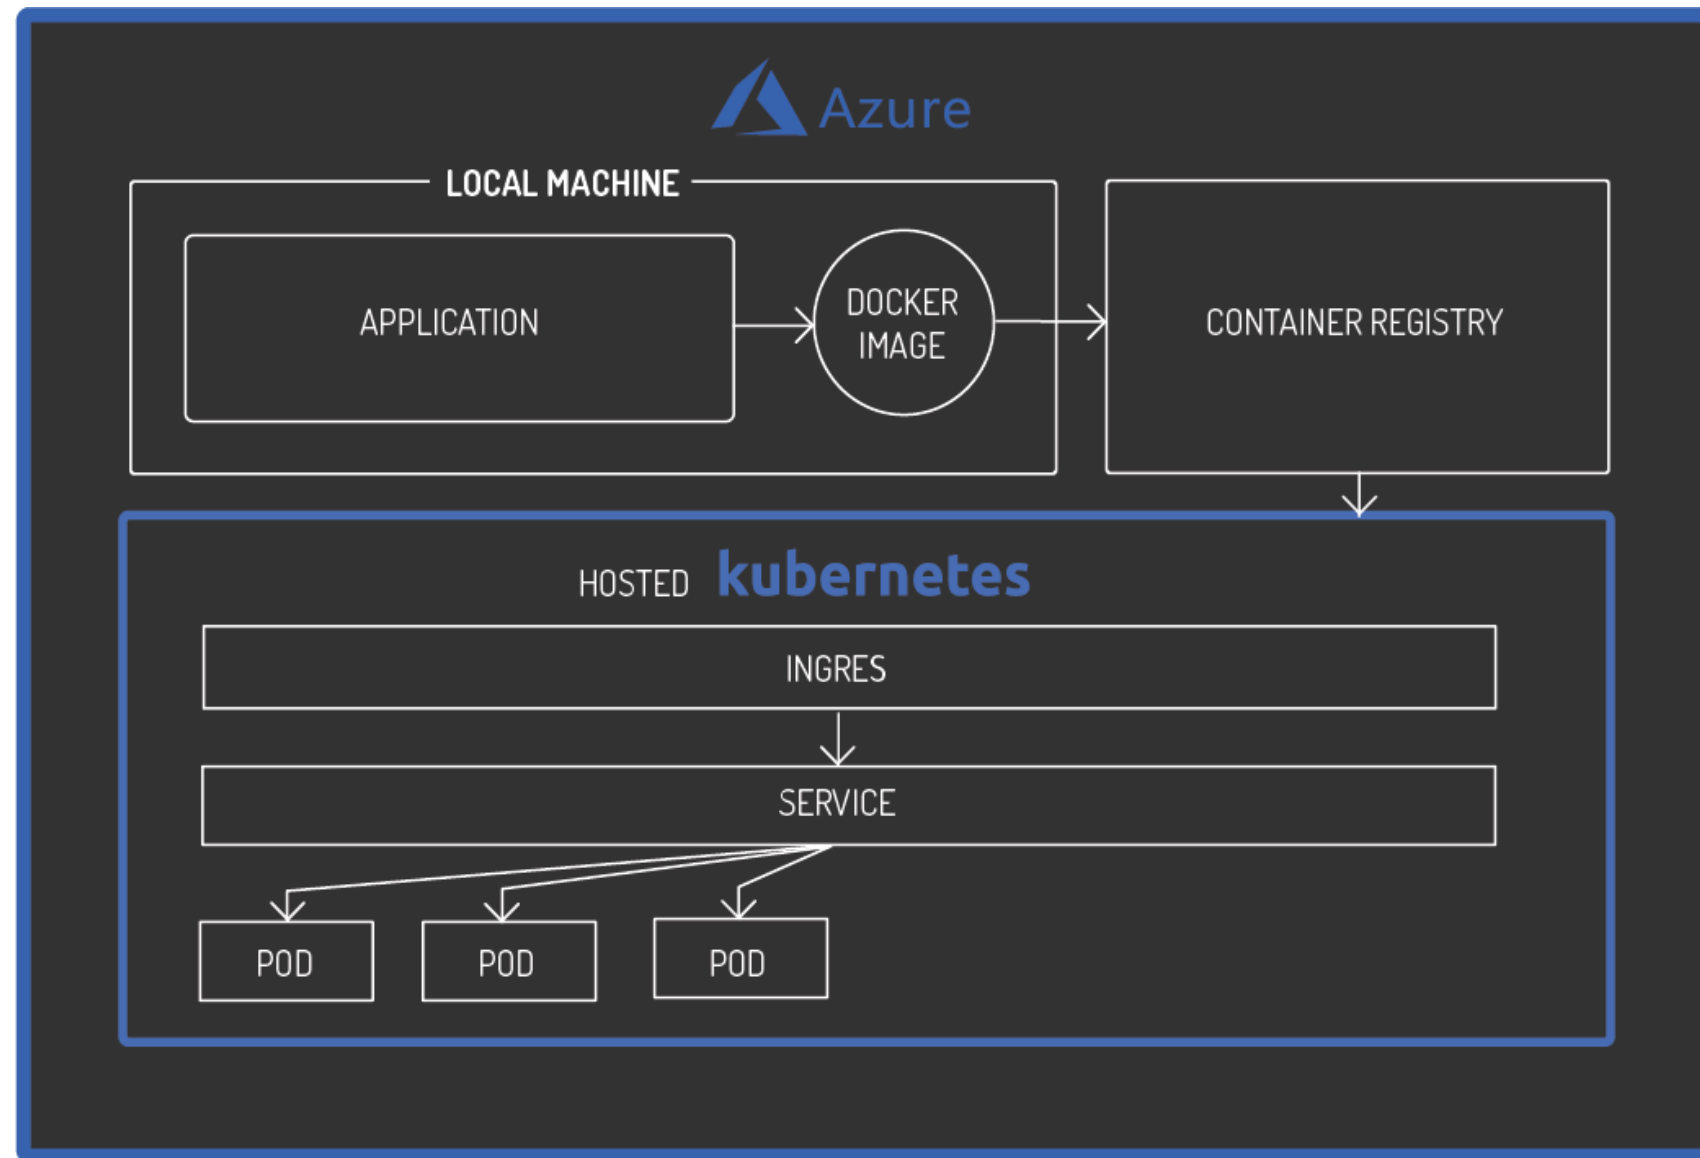 Azure
LOCAL MACHINE
APPLICATION
DOCKER
IMAGE
CONTAINER REGISTRY
HOSTED kubernetes
INGRES
SERVICE
POD
POD
POD